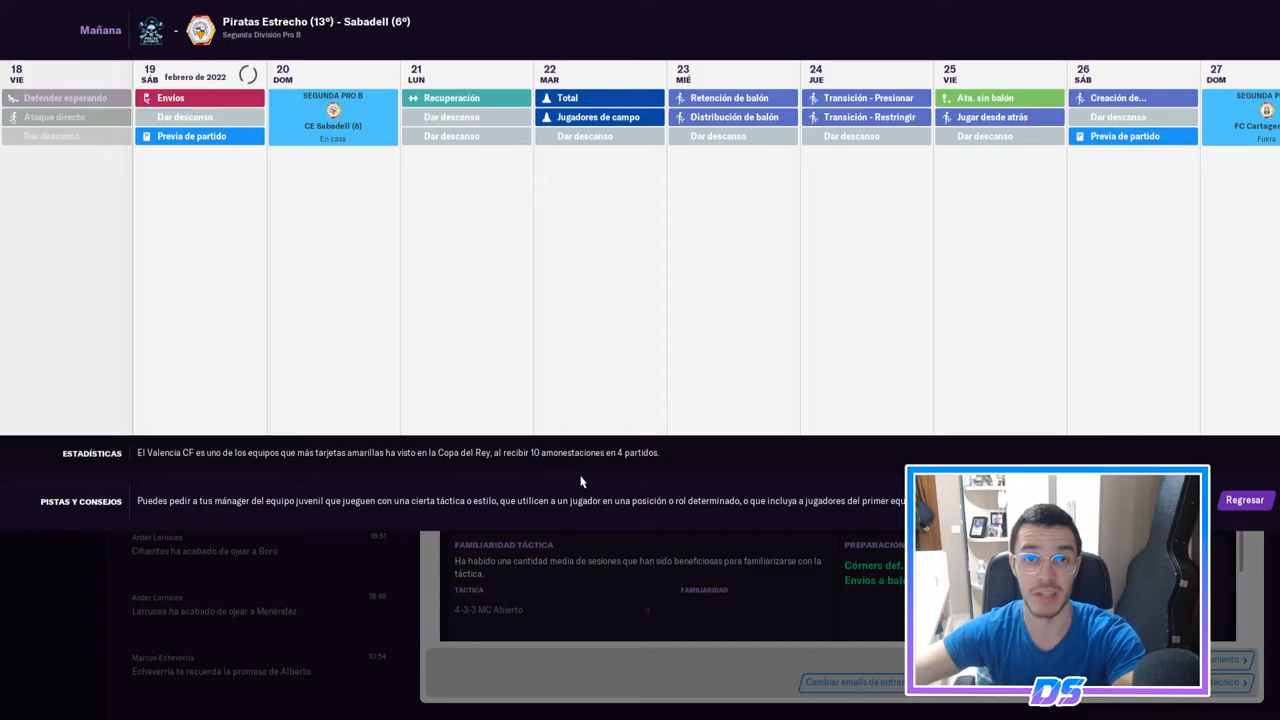 Mañana
Piratas Estrecho (13º) - Sabadell (6º)
Segunda División Pro B
18
VIE
19
SÁB
febrero de 2022
20
DOM
21
LUN
22
MAR
23
MIÉ
24
JUE
25
VIE
26
SÁB
27
DOM
Defender esperando
Ataque directo
Dar descanso
Envíos
Dar descanso
Previa de partido
SEGUNDA PRO B
CE Sabadell (6)
En casa
Recuperación
Dar descanso
Dar descanso
Total
Jugadores de campo
Dar descanso
Retención de balón
Distribución de balón
Dar descanso
Transición - Presionar
Transición - Restringir
Dar descanso
Ata. sin balón
Jugar desde atrás
Dar descanso
Creación de...
Dar descanso
Previa de partido
SEGUNDA P
FC Cartagen
Fuera
ESTADÍSTICAS
El Valencia CF es uno de los equipos que más tarjetas amarillas ha visto en la Copa del Rey, al recibir 10 amonestaciones en 4 partidos.
PISTAS Y CONSEJOS
Puedes pedir a tus mánager del equipo juvenil que jueguen con una cierta táctica o estilo, que utilicen a un jugador en una posición o rol determinado, o que incluya a jugadores del primer equ
Regresar
Ander Larrucea
16:51
Cifuentes ha acabado de ojear a Boro
Ander Larrucea
16:48
Larrucea ha acabado de ojear a Menéndez
Marcos Echeverría
10:54
Echeverría te recuerda la promesa de Alberto
FAMILIARIDAD TÁCTICA
Ha habido una cantidad media de sesiones que han sido beneficiosas para familiarizarse con la
táctica.
TÁCTICA
FAMILIARIDAD
4-3-3 MC Abierto
PREPARACIÓN
Córners def.
Envíos a bal
Cambiar emails de entre
miento
técnico
DS